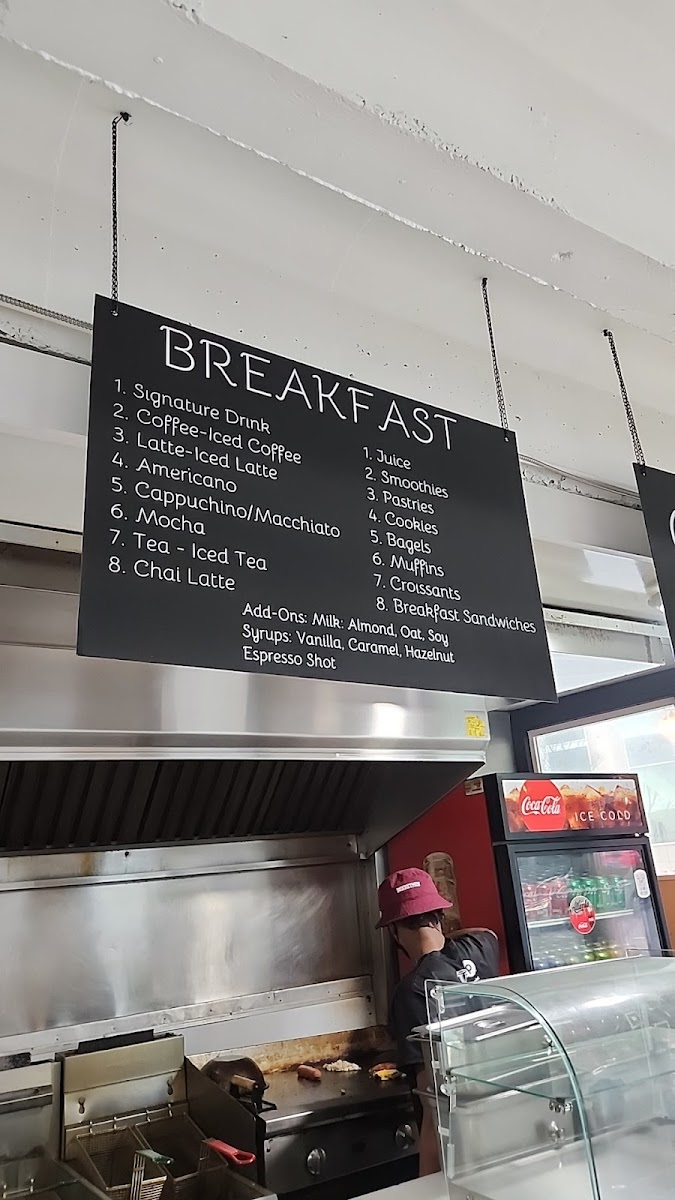 BREAKFAST
1. Signature Drink
2. Coffee-Iced Coffee
3. Latte-Iced Latte
4. Americano
5. Cappuchino/Macchiato
6. Mocha
7. Tea - Iced Tea
8. Chai Latte
1. Juice
2. Smoothies
3. Pastries
4. Cookies
5. Bagels
6. Muffins
7. Croissants
8. Breakfast Sandwiches
Add-Ons: Milk: Almond, Oat, Soy
Syrups: Vanilla, Caramel, Hazelnut
Espresso Shot
Coca-Cola
ICE COLD